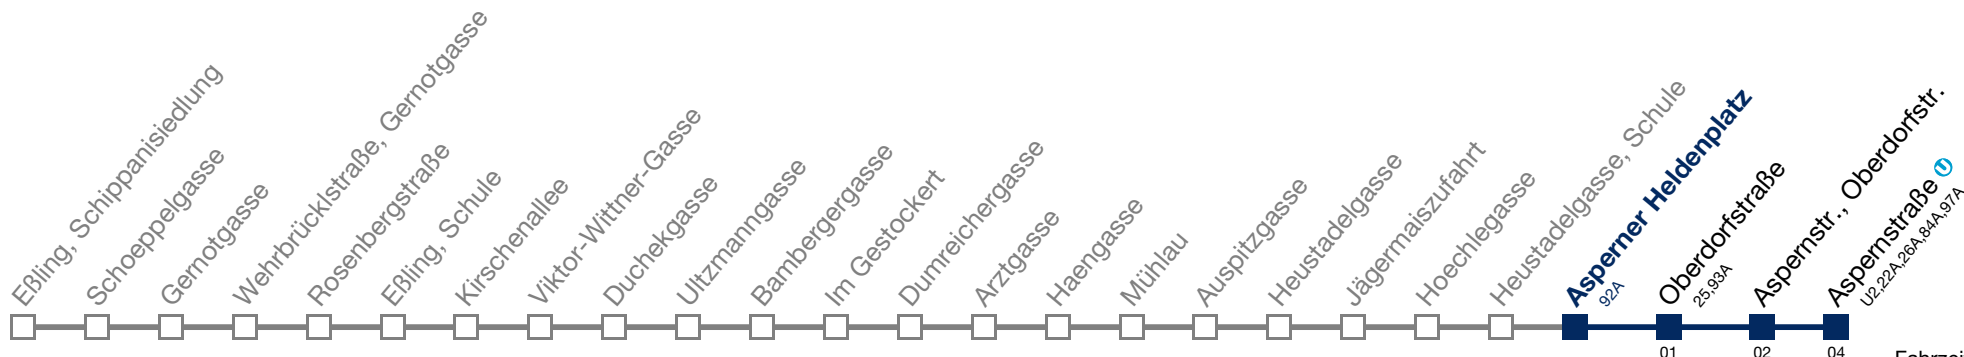 Eßling, Schippanisiedlung
Schoeppelgasse
Gernotgasse
Wehrbrücklstraße, Gernotgasse
Rosenbergstraße
Eßling, Schule
Kirschenallee
Viktor-Wittner-Gasse
Duchekgasse
Ultzmanngasse
Bambergergasse
Im Gestockert
Dumreichergasse
Arztgasse
Haengasse
Mühlau
Auspitzgasse
Heustadelgasse
Jägermaiszufahrt
Hoechlegasse
Heustadelgasse, Schule
Asperner Heldenplatz
92A
Oberdorfstraße
25,93A
Aspernstr., Oberdorfstr.
Aspernstraße U
U2,22A,26A,84A,97A
01
02
04